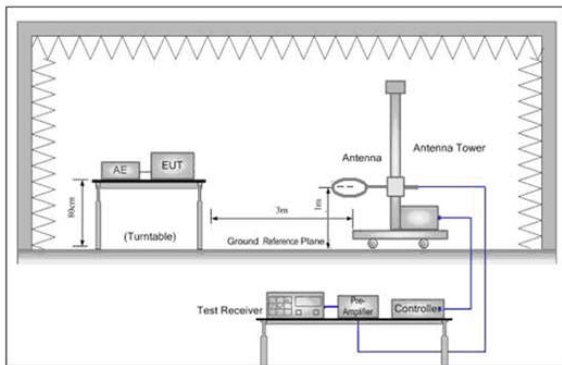 Antenna
Antenna Tower
AE
EUT
80cm
(Turntable)
3m
1m
Ground Reference Plane
Test Receiver
Pre-
Amplifier
Controller